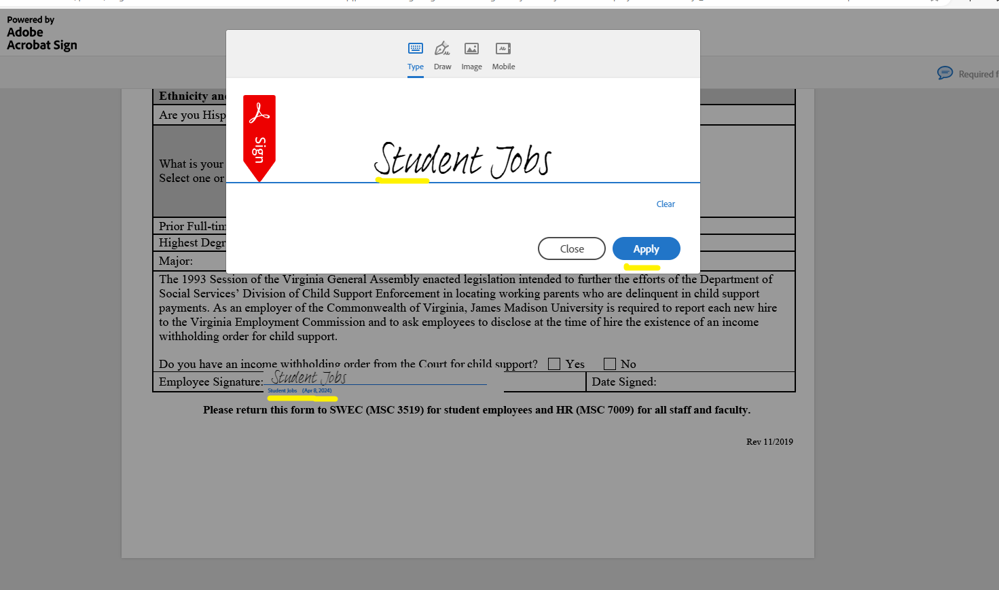 Powered by
Adobe
Acrobat Sign
Type Draw Image Mobile
Required f
Sign
Student Jobs
Clear
Close Apply
Ethnicity an
Are you Hisp
What is your
Select one or
Prior Full-tim
Highest Degr
Major:
The 1993 Session of the Virginia General Assembly enacted legislation intended to further the efforts of the Department of
Social Services’ Division of Child Support Enforcement in locating working parents who are delinquent in child support
payments. As an employer of the Commonwealth of Virginia, James Madison University is required to report each new hire
to the Virginia Employment Commission and to ask employees to disclose at the time of hire the existence of an income
withholding order for child support.
Do you have an income withholding order from the Court for child support? Yes No
Employee Signature: Student Jobs Date Signed:
Student Jobs (Apr 8, 2024)
Please return this form to SWEC (MSC 3519) for student employees and HR (MSC 7009) for all staff and faculty.
Rev 11/2019